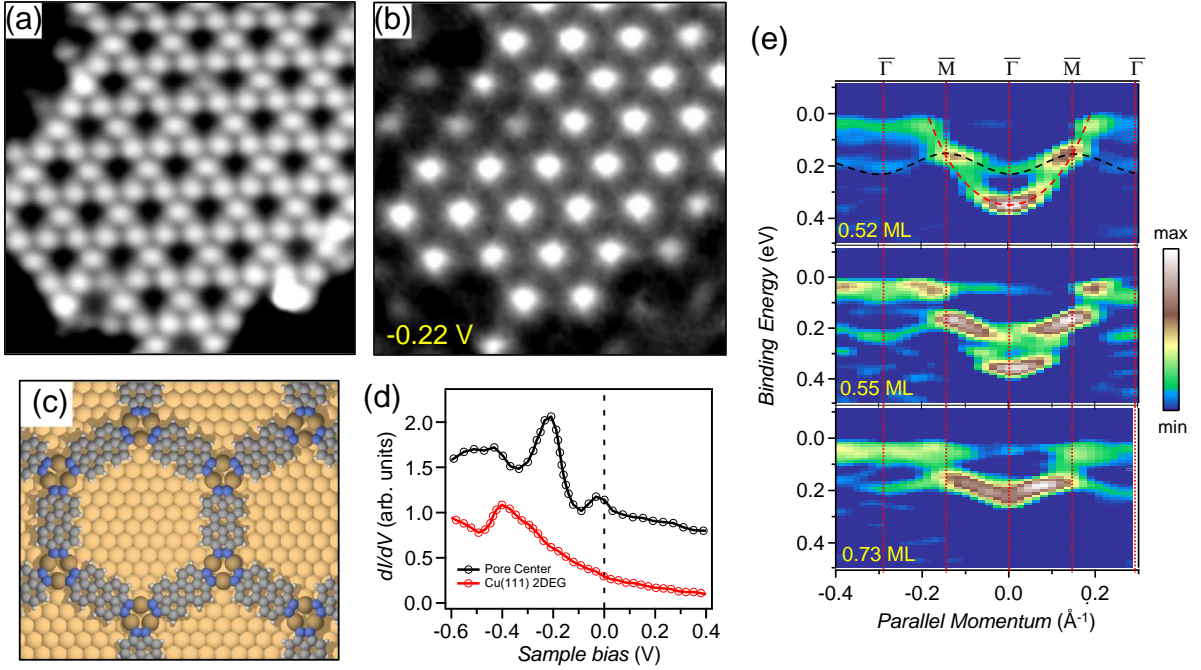 (a)
(b)
-0.22 V
(c)
(d)
dI/dV (arb. units)
2.0
1.5
1.0
0.5
0.0
Pore Center
Cu(111) 2DEG
-0.6 -0.4 -0.2 0.0 0.2 0.4
Sample bias (V)
(e)
Γ̅ M̅ Γ̅ M̅ Γ̅
Binding Energy (eV)
0.0
0.2
0.4
0.52 ML
0.0
0.2
0.4
0.55 ML
0.0
0.2
0.4
0.73 ML
-0.4 -0.2 0.0 0.2
Parallel Momentum (Å⁻¹)
max
min